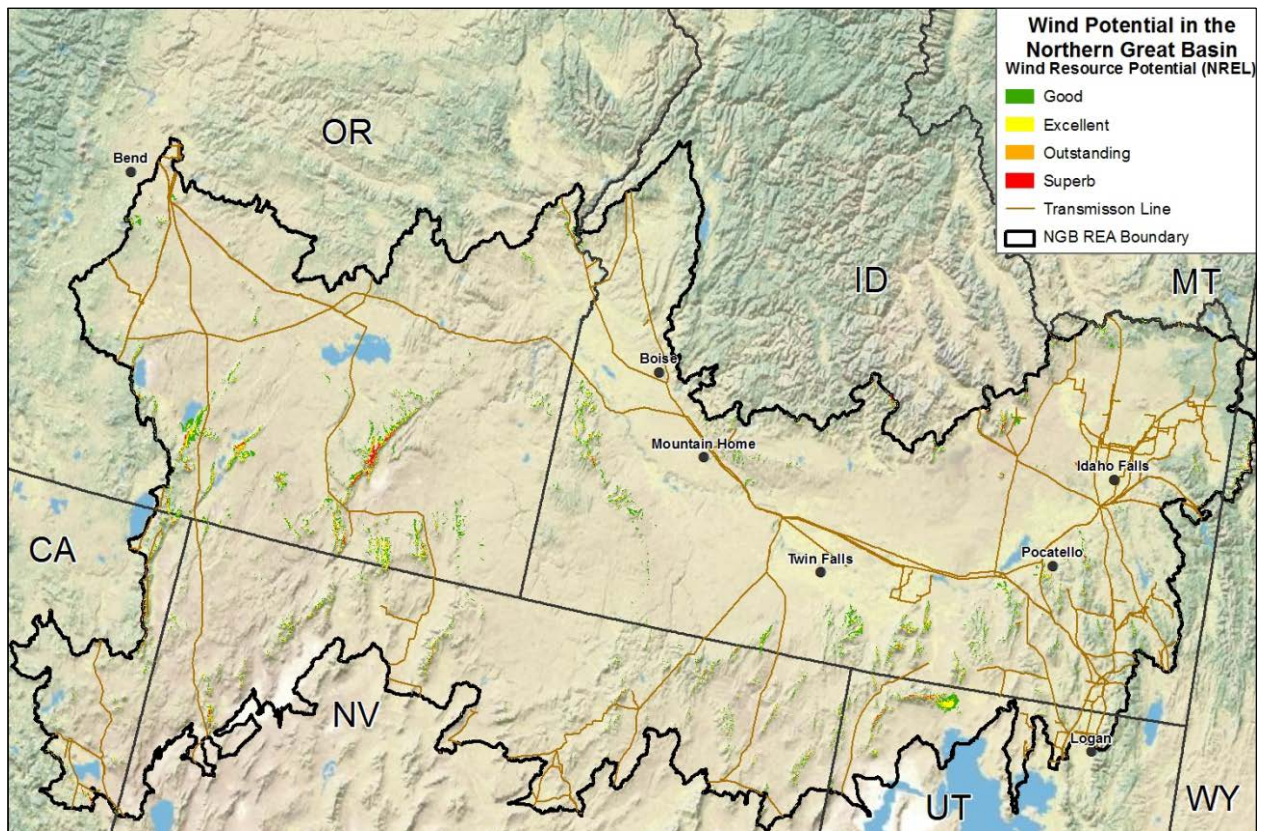 Wind Potential in the
Northern Great Basin
Wind Resource Potential (NREL)
Good
Excellent
Outstanding
Superb
Transmisson Line
NGB REA Boundary
OR
Bend
ID
MT
Boise
Mountain Home
Idaho Falls
CA
Twin Falls
Pocatello
NV
Logan
UT
WY